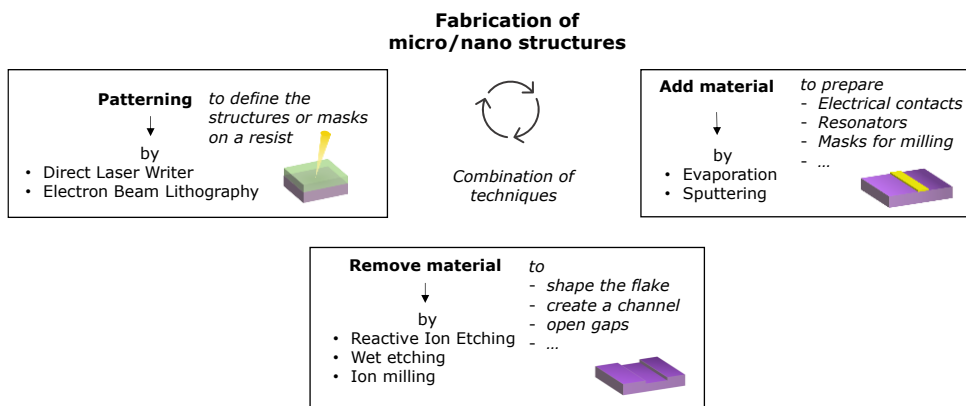 Fabrication of
micro/nano structures
Patterning
to define the
structures or masks
on a resist
by
• Direct Laser Writer
• Electron Beam Lithography
Combination of
techniques
Add material
to prepare
- Electrical contacts
- Resonators
- Masks for milling
- …
by
• Evaporation
• Sputtering
Remove material
to
- shape the flake
- create a channel
- open gaps
- …
by
• Reactive Ion Etching
• Wet etching
• Ion milling